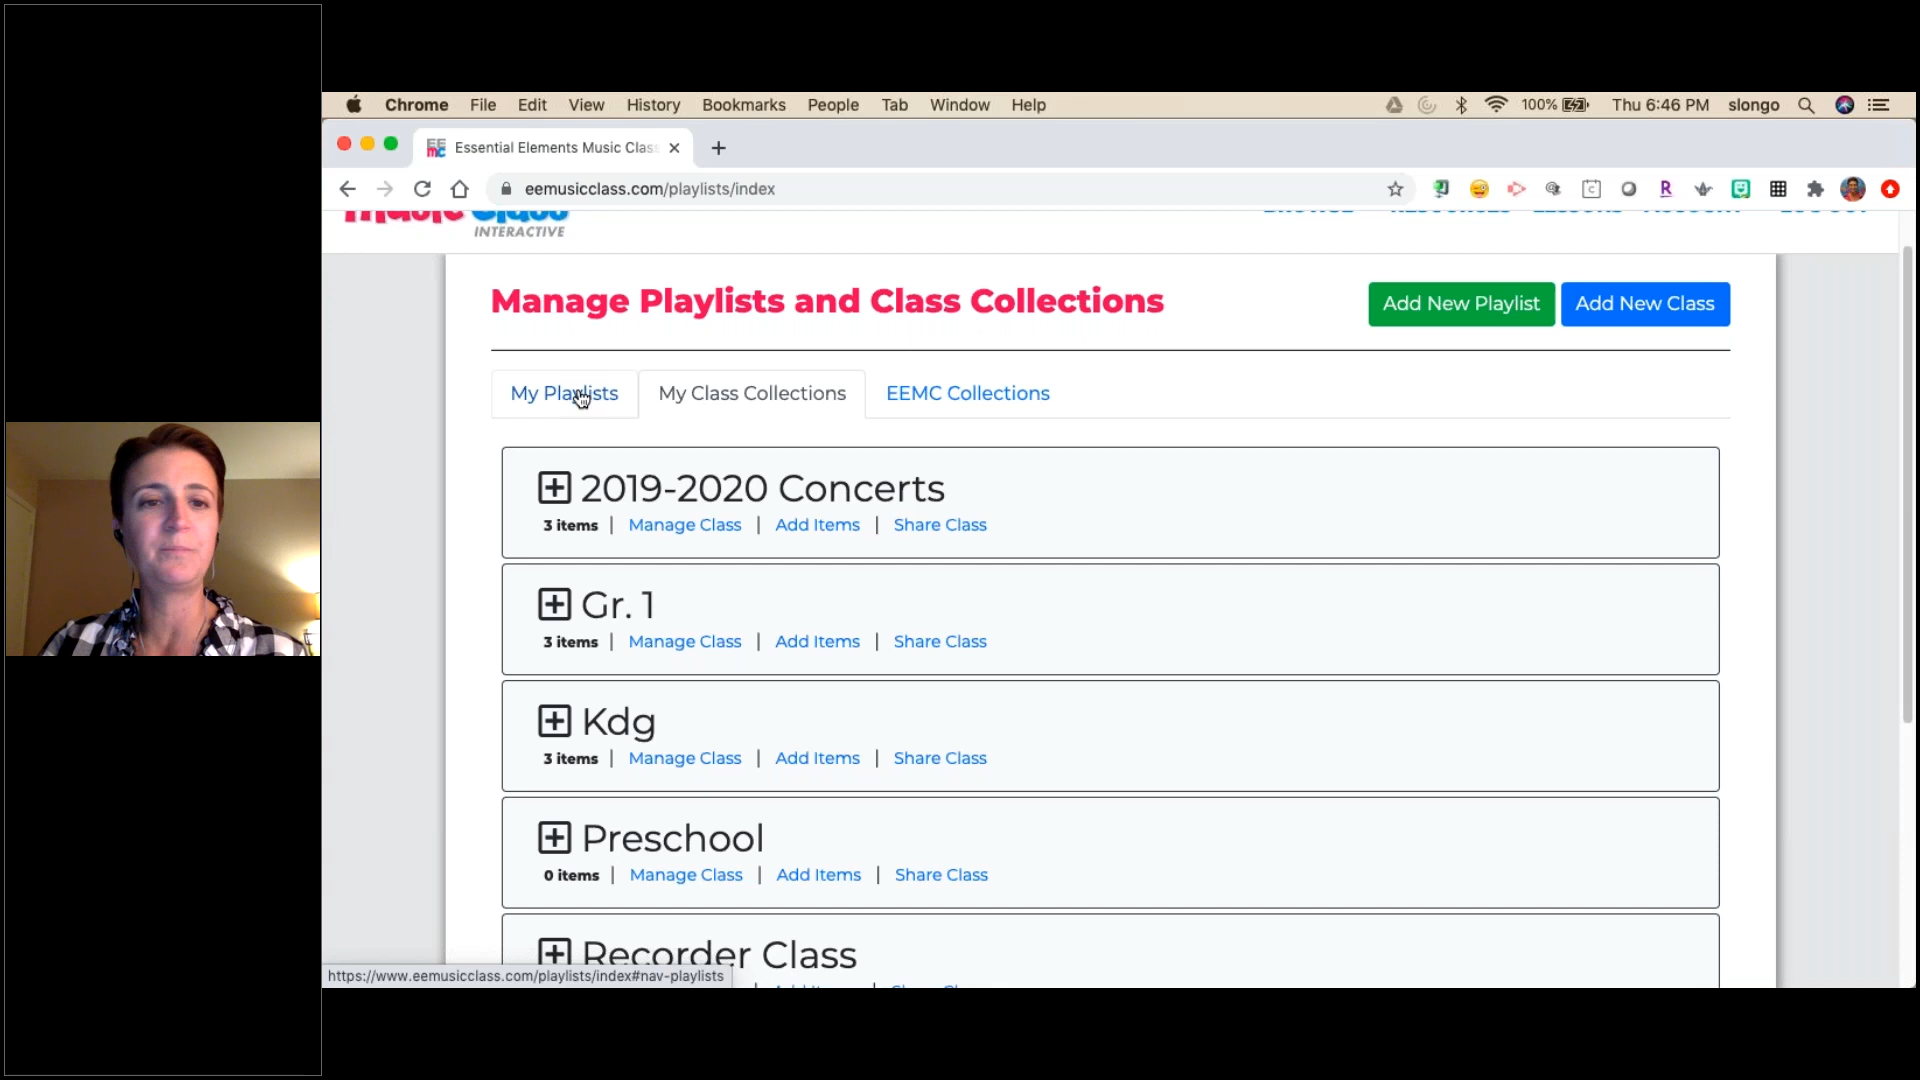 Chrome File Edit View History Bookmarks People Tab Window Help 100% Thu 6:46 PM slongo
Essential Elements Music Clas
eemusicclass.com/playlists/index
INTERACTIVE
Manage Playlists and Class Collections
Add New Playlist Add New Class
My Playlists My Class Collections EEMC Collections
2019-2020 Concerts
3 items | Manage Class | Add Items | Share Class
Gr. 1
3 items | Manage Class | Add Items | Share Class
Kdg
3 items | Manage Class | Add Items | Share Class
Preschool
0 items | Manage Class | Add Items | Share Class
Recorder Class
https://www.eemusicclass.com/playlists/index#nav-playlists